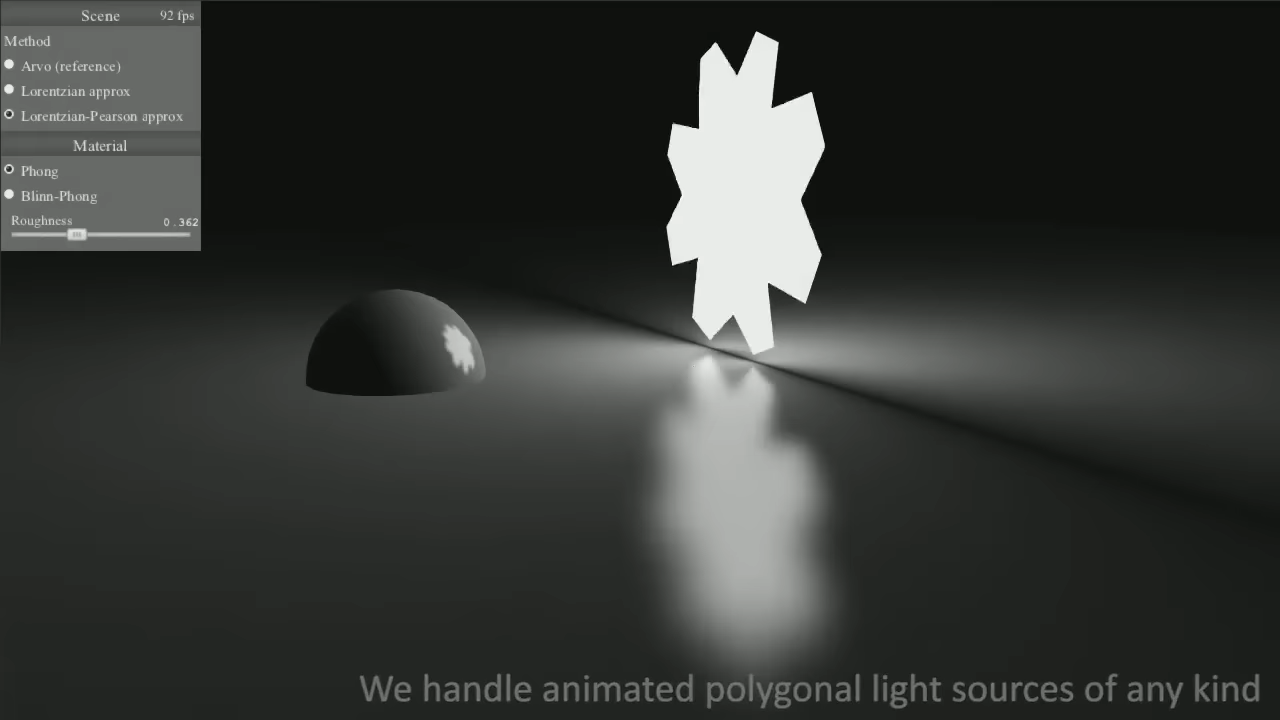 Scene 92 fps
Method
Arvo (reference)
Lorentzian approx
Lorentzian-Pearson approx
Material
Phong
Blinn-Phong
Roughness 0.362
We handle animated polygonal light sources of any kind